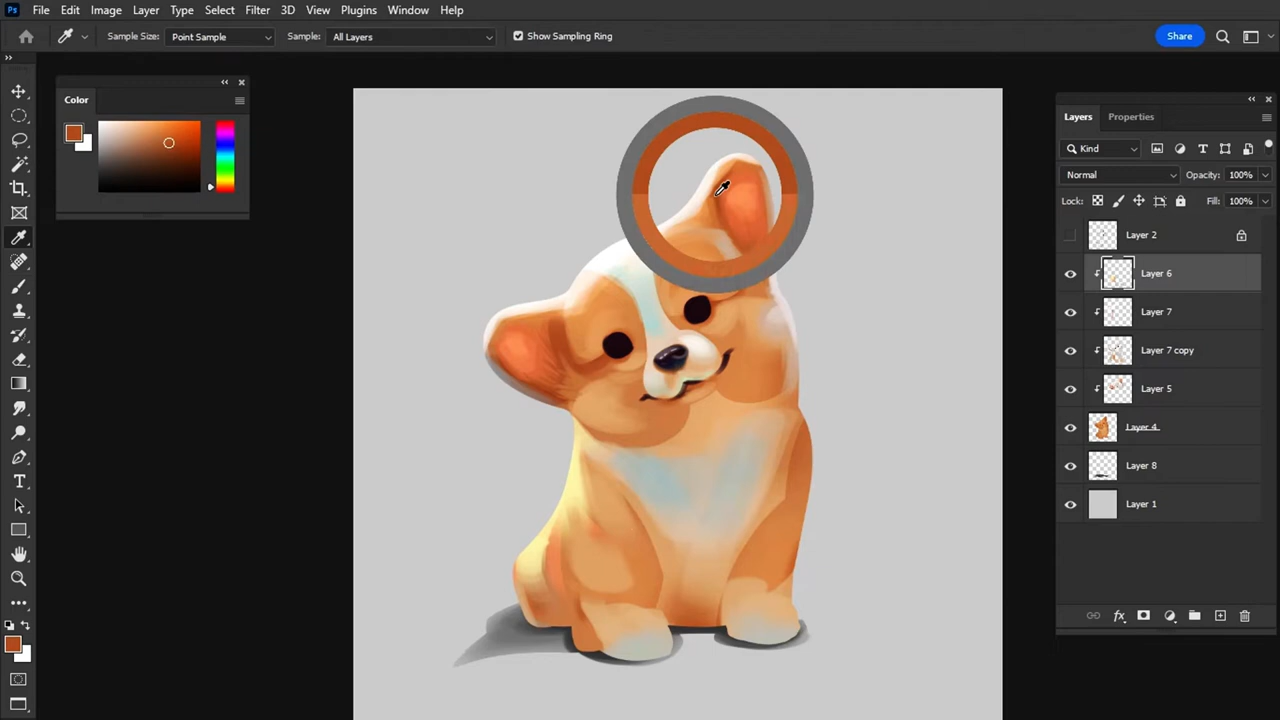 Ps File Edit Image Layer Type Select Filter 3D View Plugins Window Help
Sample Size: Point Sample Sample: All Layers Show Sampling Ring Share
Color
Layers Properties
Kind
Normal Opacity: 100%
Lock: Fill: 100%
Layer 2
Layer 6
Layer 7
Layer 7 copy
Layer 5
Layer 4
Layer 8
Layer 1